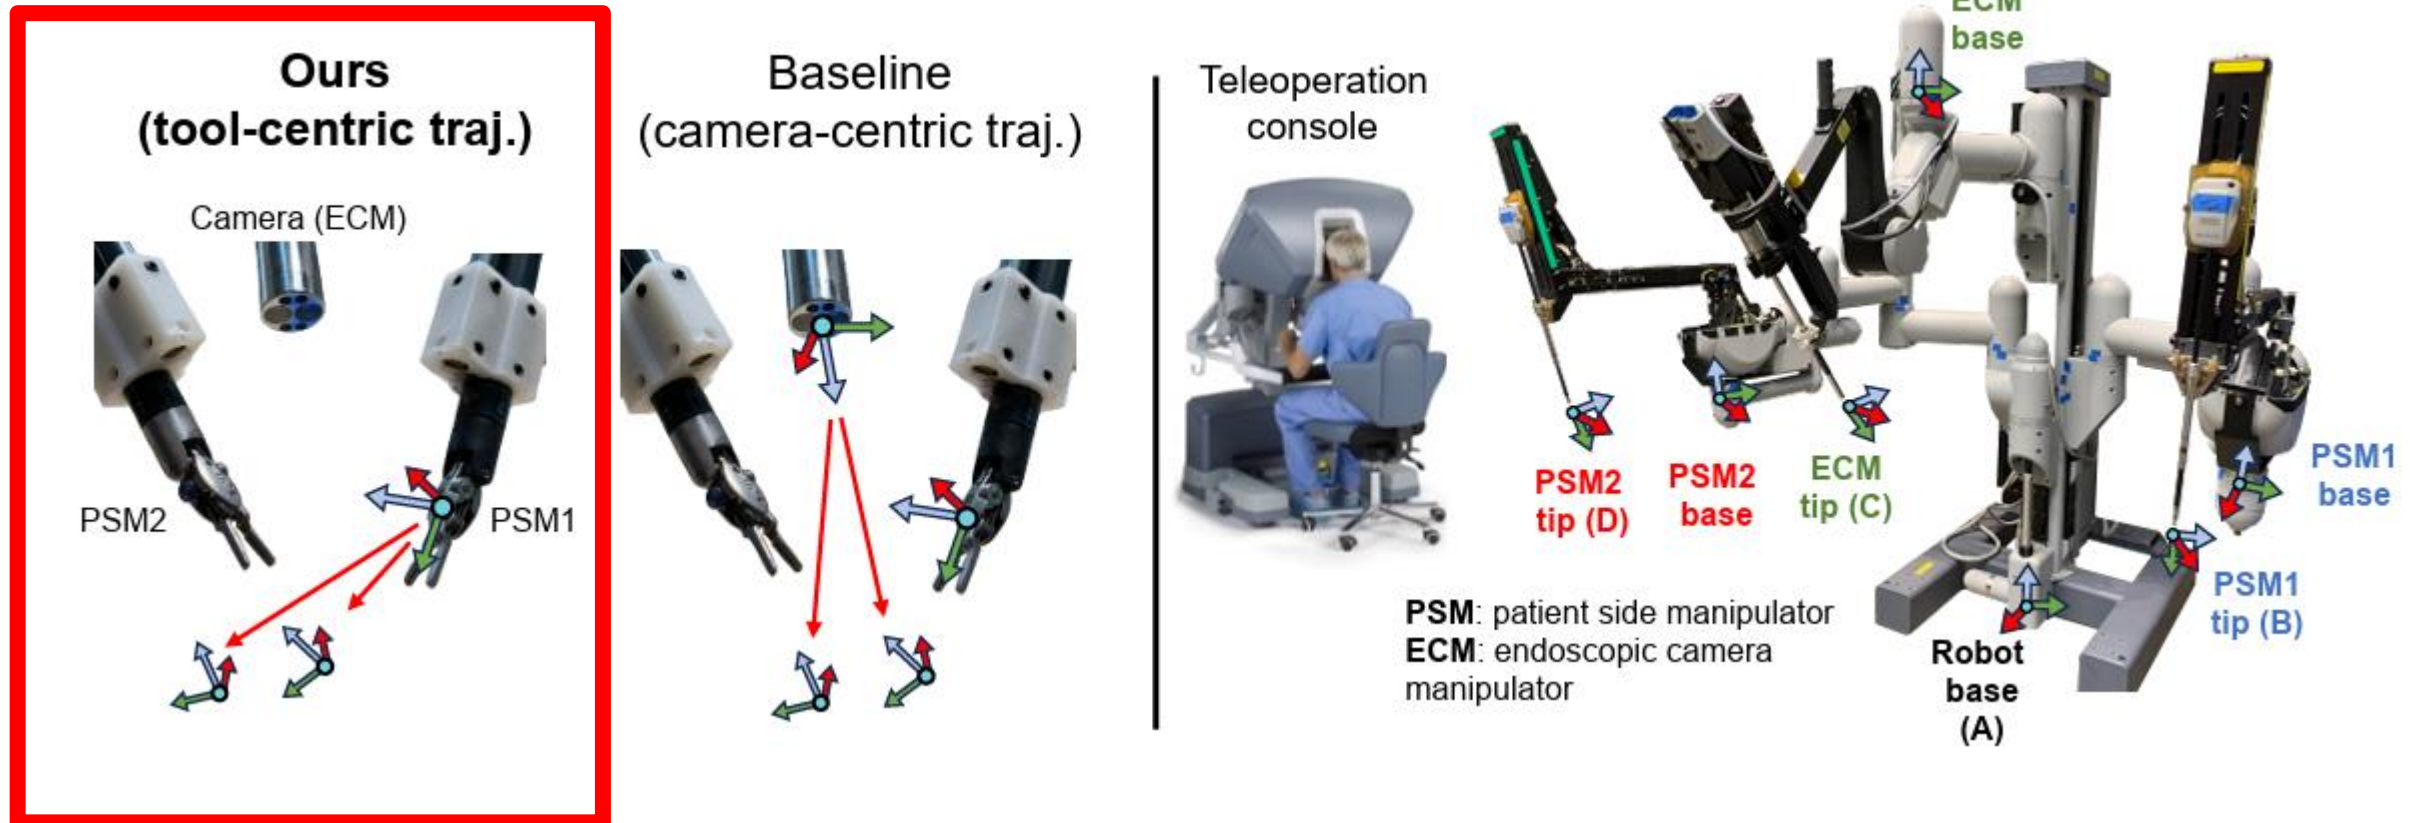 Ours
(tool-centric traj.)
Camera (ECM)
PSM2
PSM1
Baseline
(camera-centric traj.)
Teleoperation
console
ECM
base
PSM2
tip (D)
PSM2
base
ECM
tip (C)
PSM1
base
PSM1
tip (B)
Robot
base
(A)
PSM: patient side manipulator
ECM: endoscopic camera
manipulator